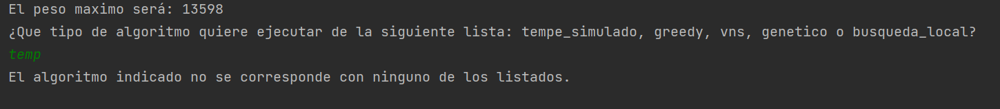 El peso maximo será: 13598
¿Que tipo de algoritmo quiere ejecutar de la siguiente lista: tempe_simulado, greedy, vns, genetico o busqueda_local?
temp
El algoritmo indicado no se corresponde con ninguno de los listados.